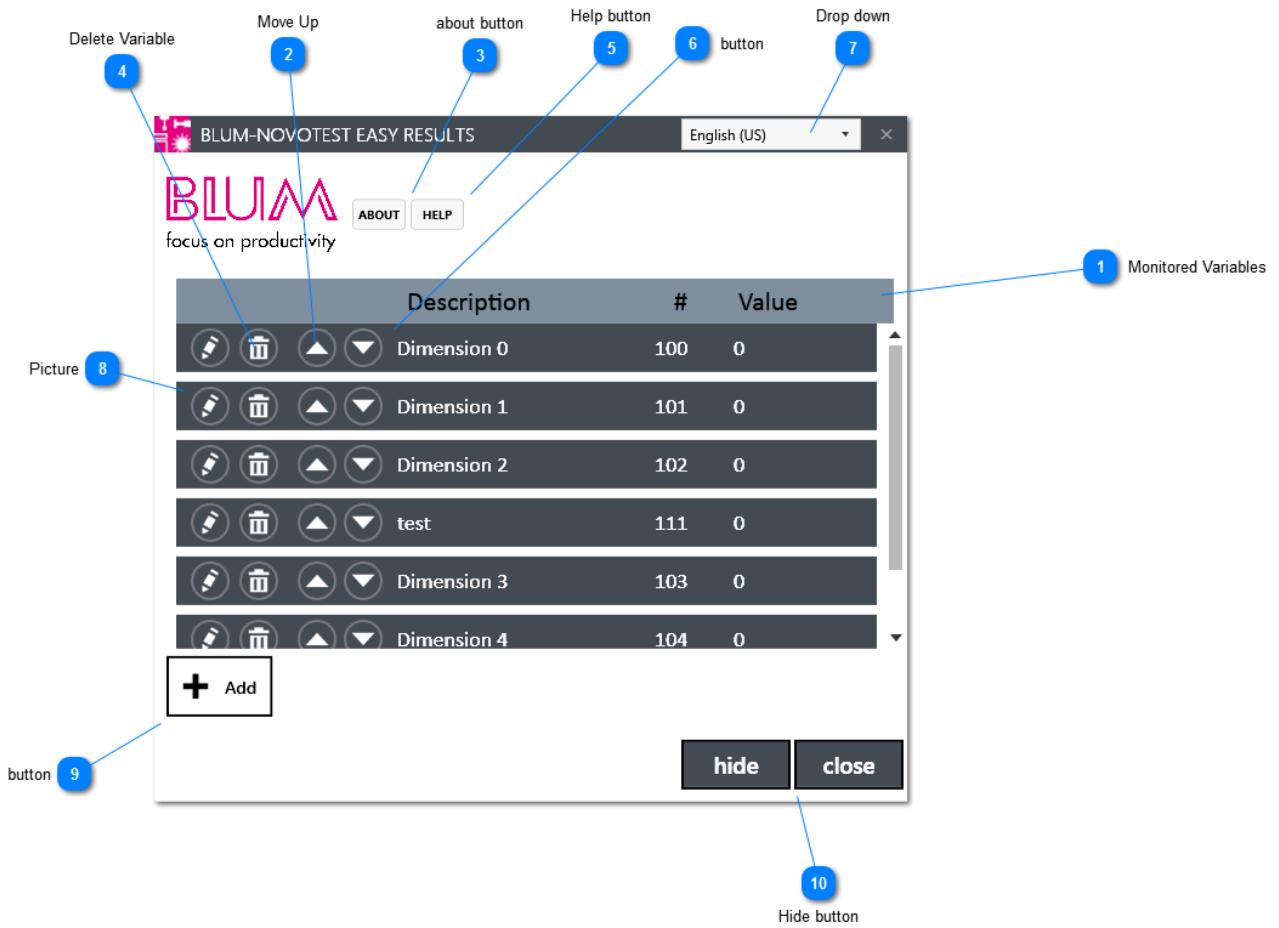 Help button
Drop down
Move Up
about button
Delete Variable
5
6 button
7
2
3
4
BLUM-NOVOTEST EASY RESULTS English (US)
BLUM
ABOUT HELP
focus on productivity
1 Monitored Variables
Description # Value
Dimension 0 100 0
Picture 8
Dimension 1 101 0
Dimension 2 102 0
test 111 0
Dimension 3 103 0
Dimension 4 104 0
Add
button 9
hide close
10
Hide button